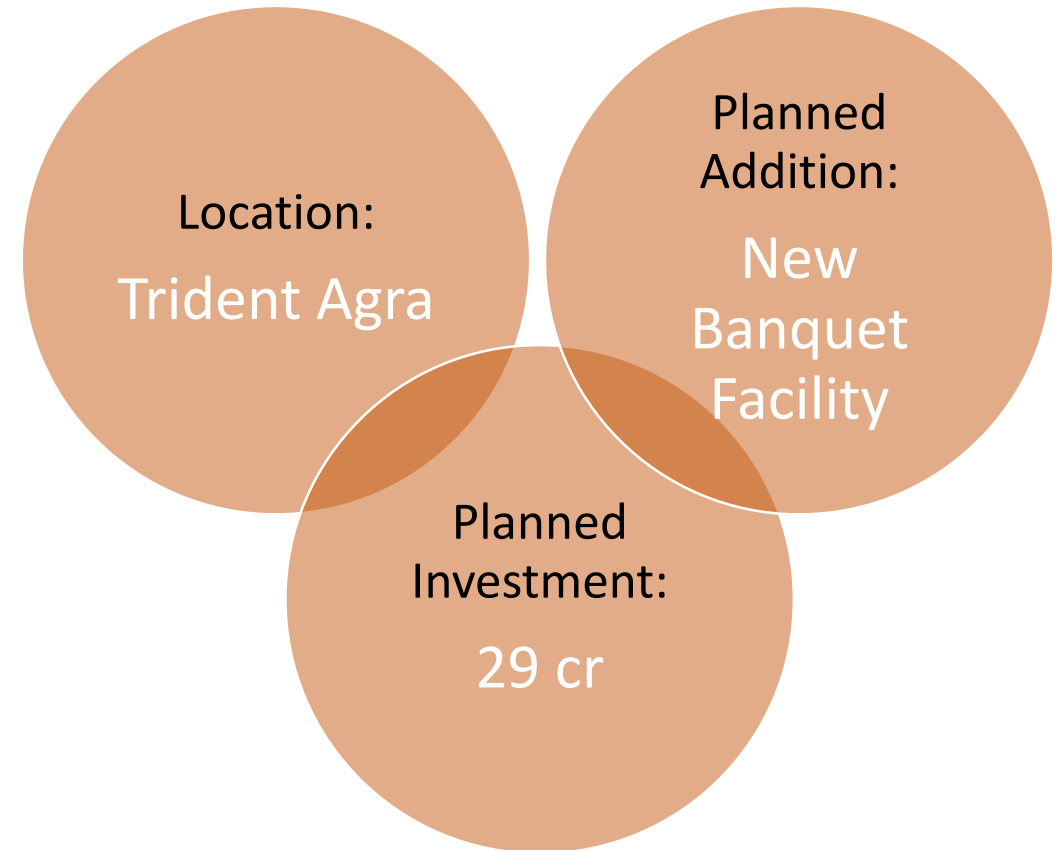 Location:
Trident Agra
Planned
Addition:
New
Banquet
Facility
Planned
Investment:
29 cr